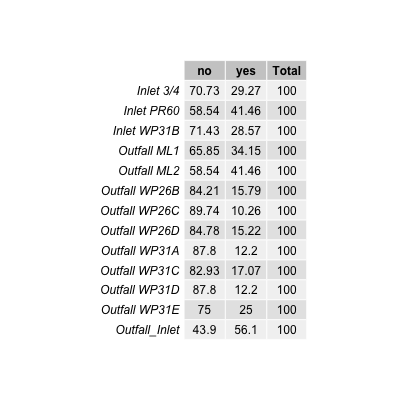 no yes Total
Inlet 3/4 70.73 29.27 100
Inlet PR60 58.54 41.46 100
Inlet WP31B 71.43 28.57 100
Outfall ML1 65.85 34.15 100
Outfall ML2 58.54 41.46 100
Outfall WP26B 84.21 15.79 100
Outfall WP26C 89.74 10.26 100
Outfall WP26D 84.78 15.22 100
Outfall WP31A 87.8 12.2 100
Outfall WP31C 82.93 17.07 100
Outfall WP31D 87.8 12.2 100
Outfall WP31E 75 25 100
Outfall_Inlet 43.9 56.1 100